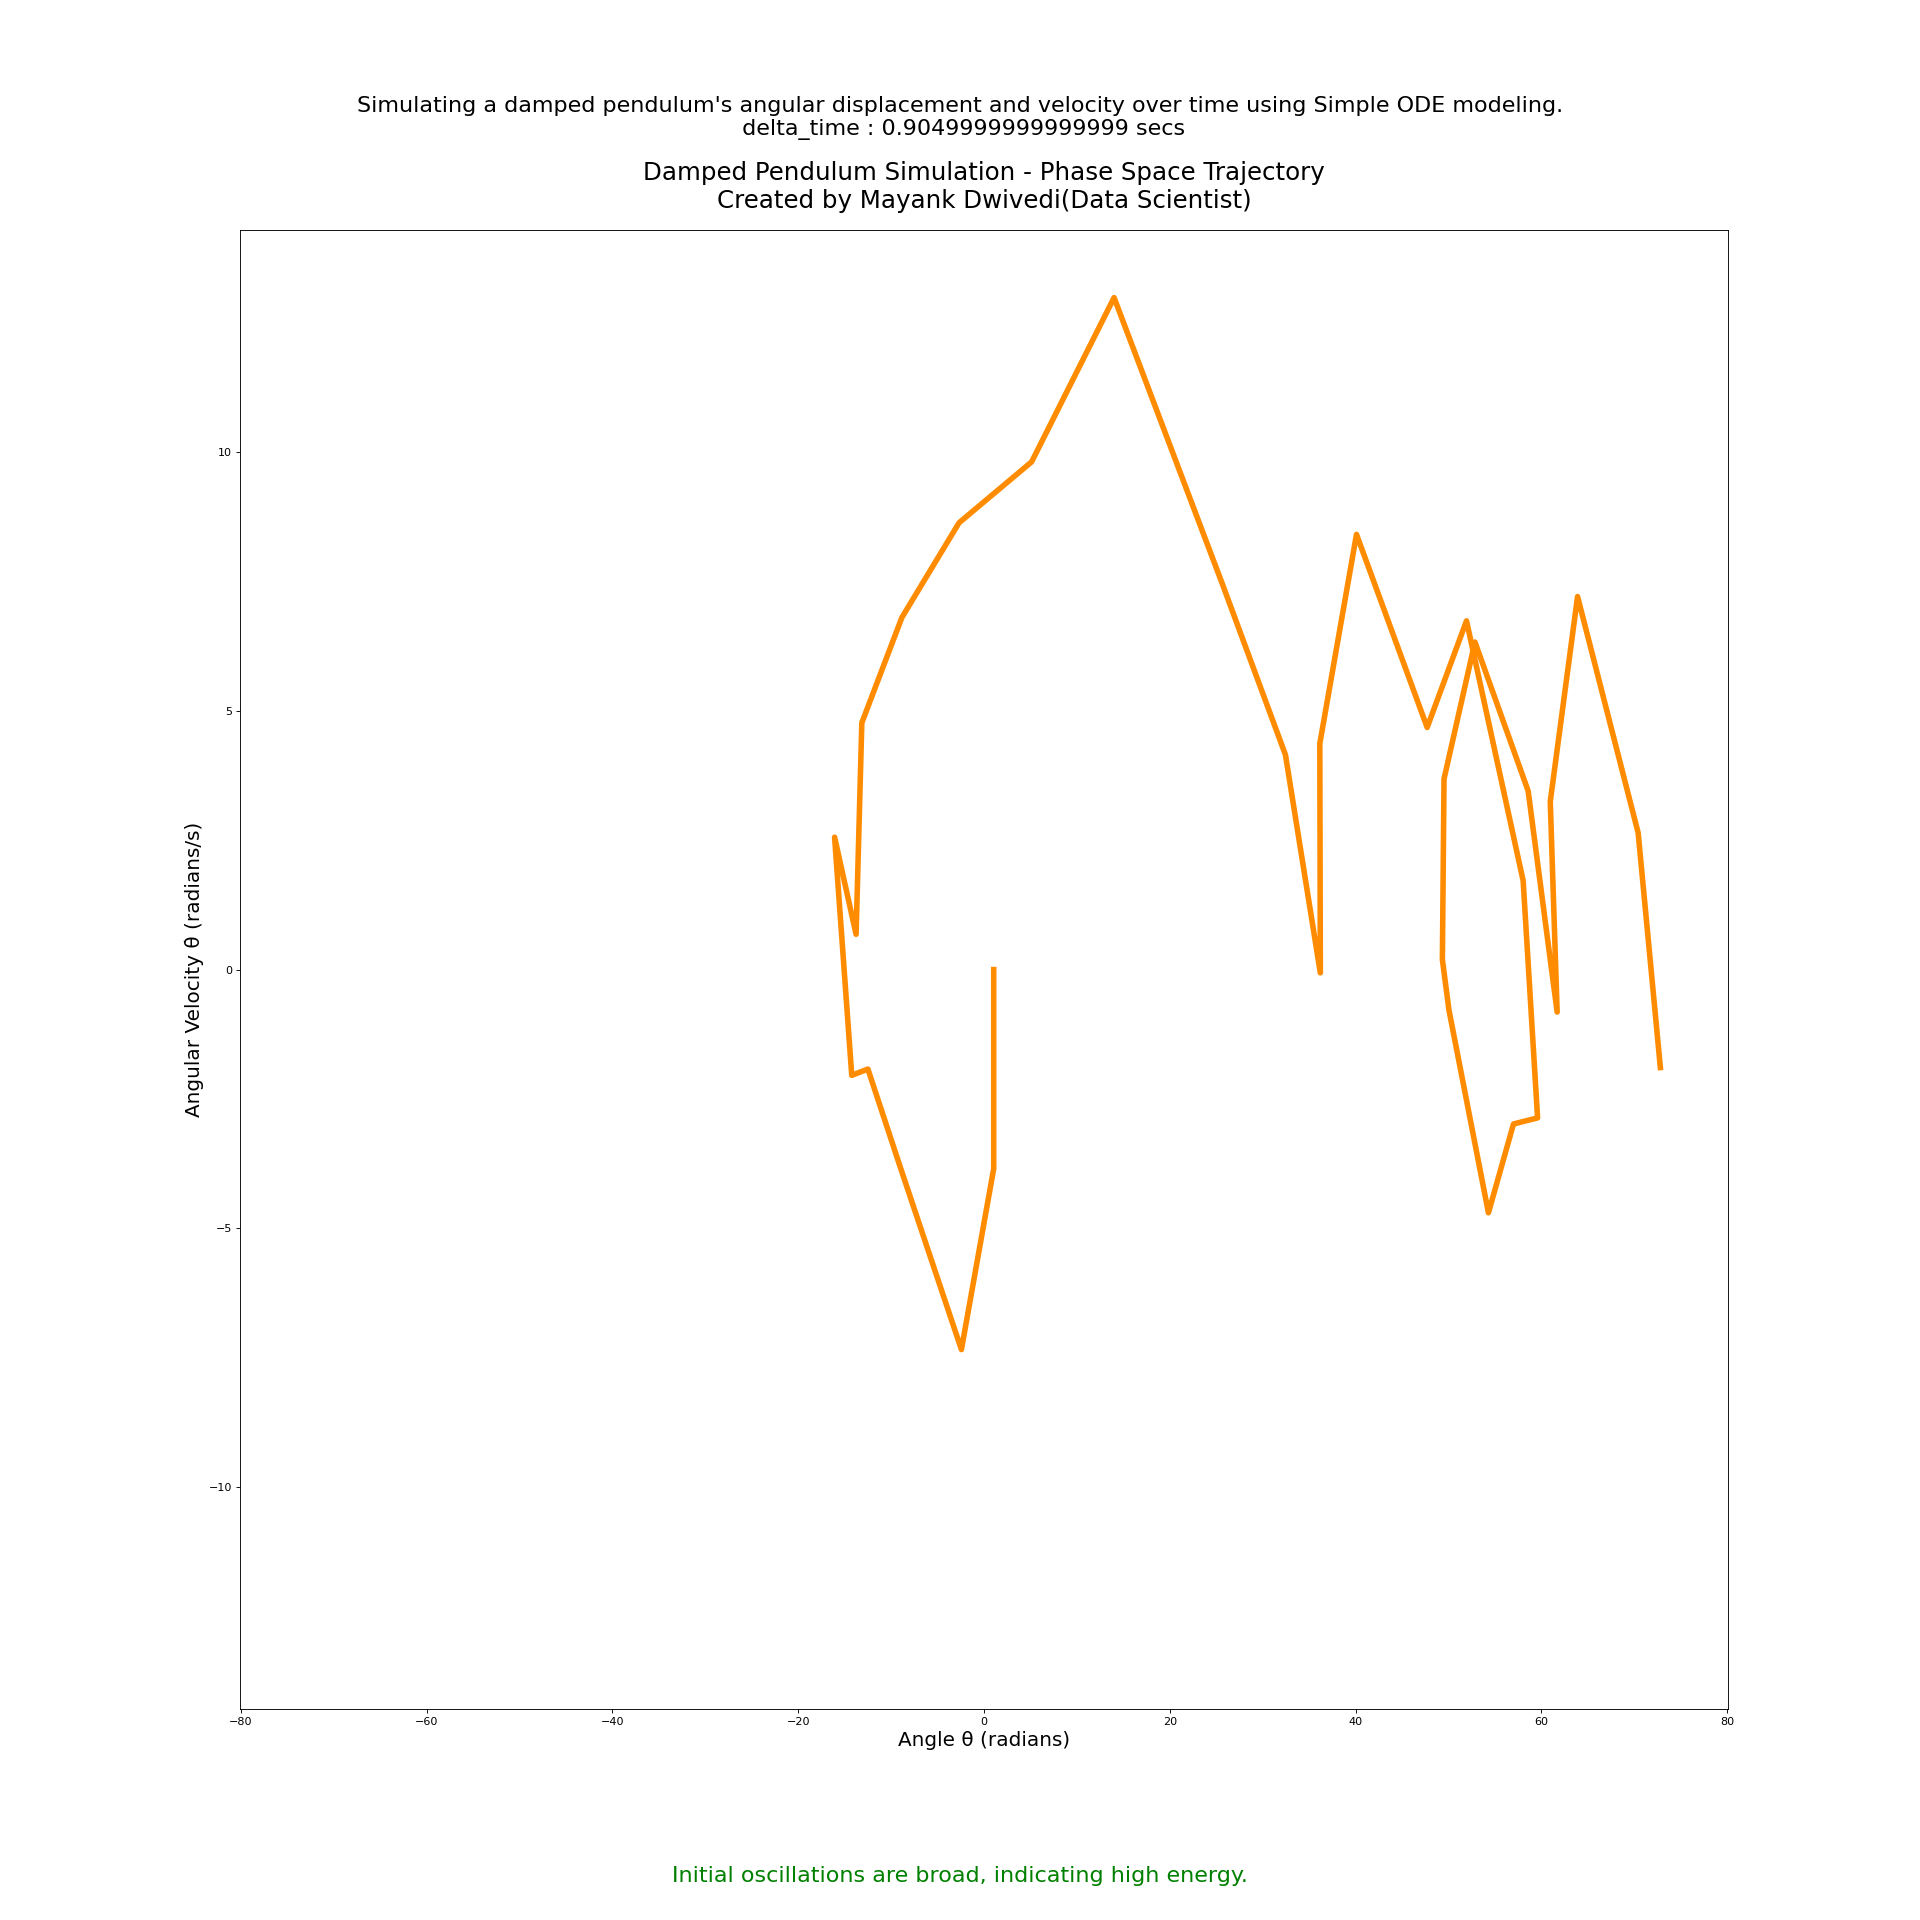 Simulating a damped pendulum's angular displacement and velocity over time using Simple ODE modeling.
delta_time : 0.9049999999999999 secs
Damped Pendulum Simulation - Phase Space Trajectory
Created by Mayank Dwivedi(Data Scientist)
10
5
0
−5
−10
Angular Velocity θ (radians/s)
−80
−60
−40
−20
0
20
40
60
80
Angle θ (radians)
Initial oscillations are broad, indicating high energy.